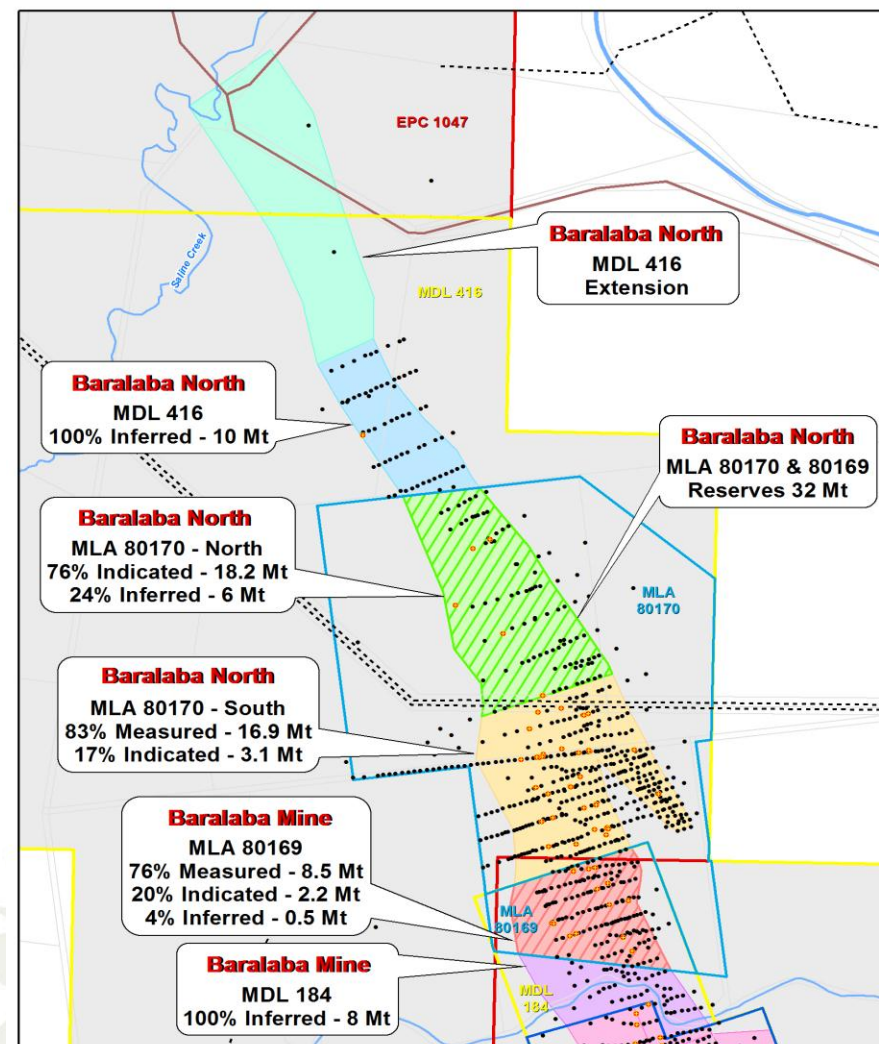 EPC 1047
Saline Creek
Baralaba North
MDL 416
Extension
MDL 416
Baralaba North
MDL 416
100% Inferred - 10 Mt
Baralaba North
MLA 80170 & 80169
Reserves 32 Mt
Baralaba North
MLA 80170 - North
76% Indicated - 18.2 Mt
24% Inferred - 6 Mt
MLA
80170
Baralaba North
MLA 80170 - South
83% Measured - 16.9 Mt
17% Indicated - 3.1 Mt
Baralaba Mine
MLA 80169
76% Measured - 8.5 Mt
20% Indicated - 2.2 Mt
4% Inferred - 0.5 Mt
MLA
80169
Baralaba Mine
MDL 184
100% Inferred - 8 Mt
MDL
184